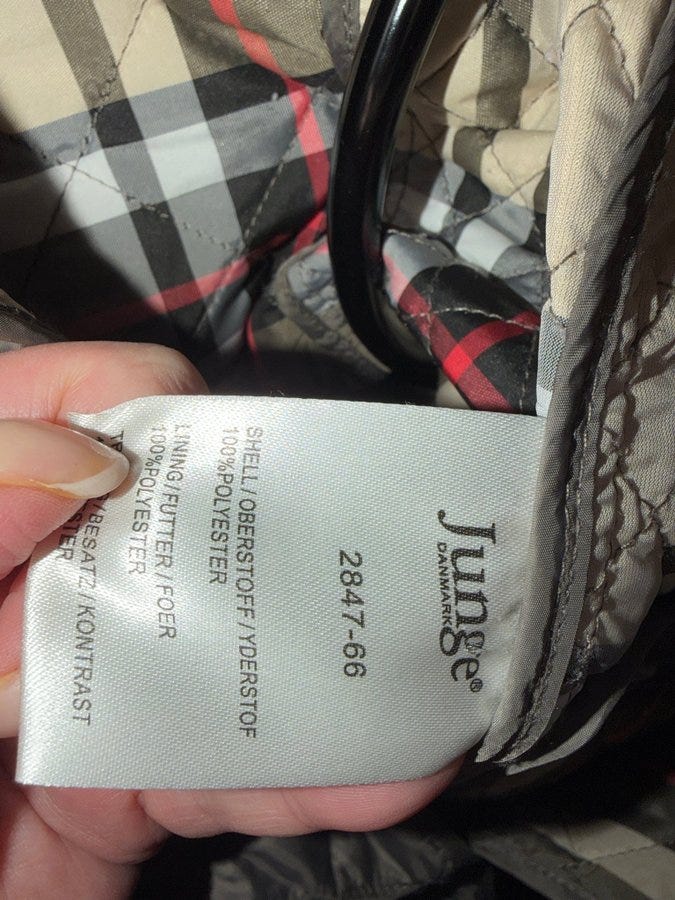 Junge®
DANMARK
2847-66
SHELL/OBERSTOFF/YDERSTOF
100%POLYESTER
LINING/FUTTER/FOER
100%POLYESTER
/BESATZ/KONTRAST